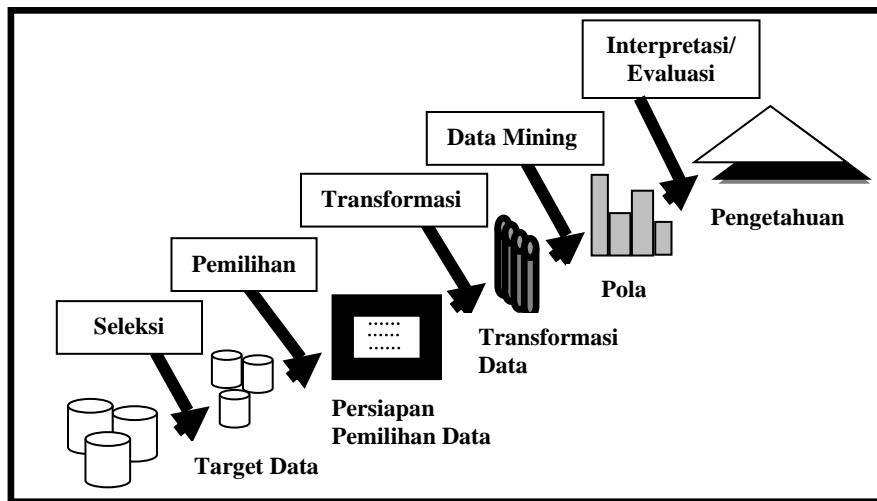 Interpretasi/
Evaluasi
Data Mining
Transformasi
Pemilihan
Seleksi
Pengetahuan
Pola
Transformasi
Data
Persiapan
Pemilihan Data
Target Data